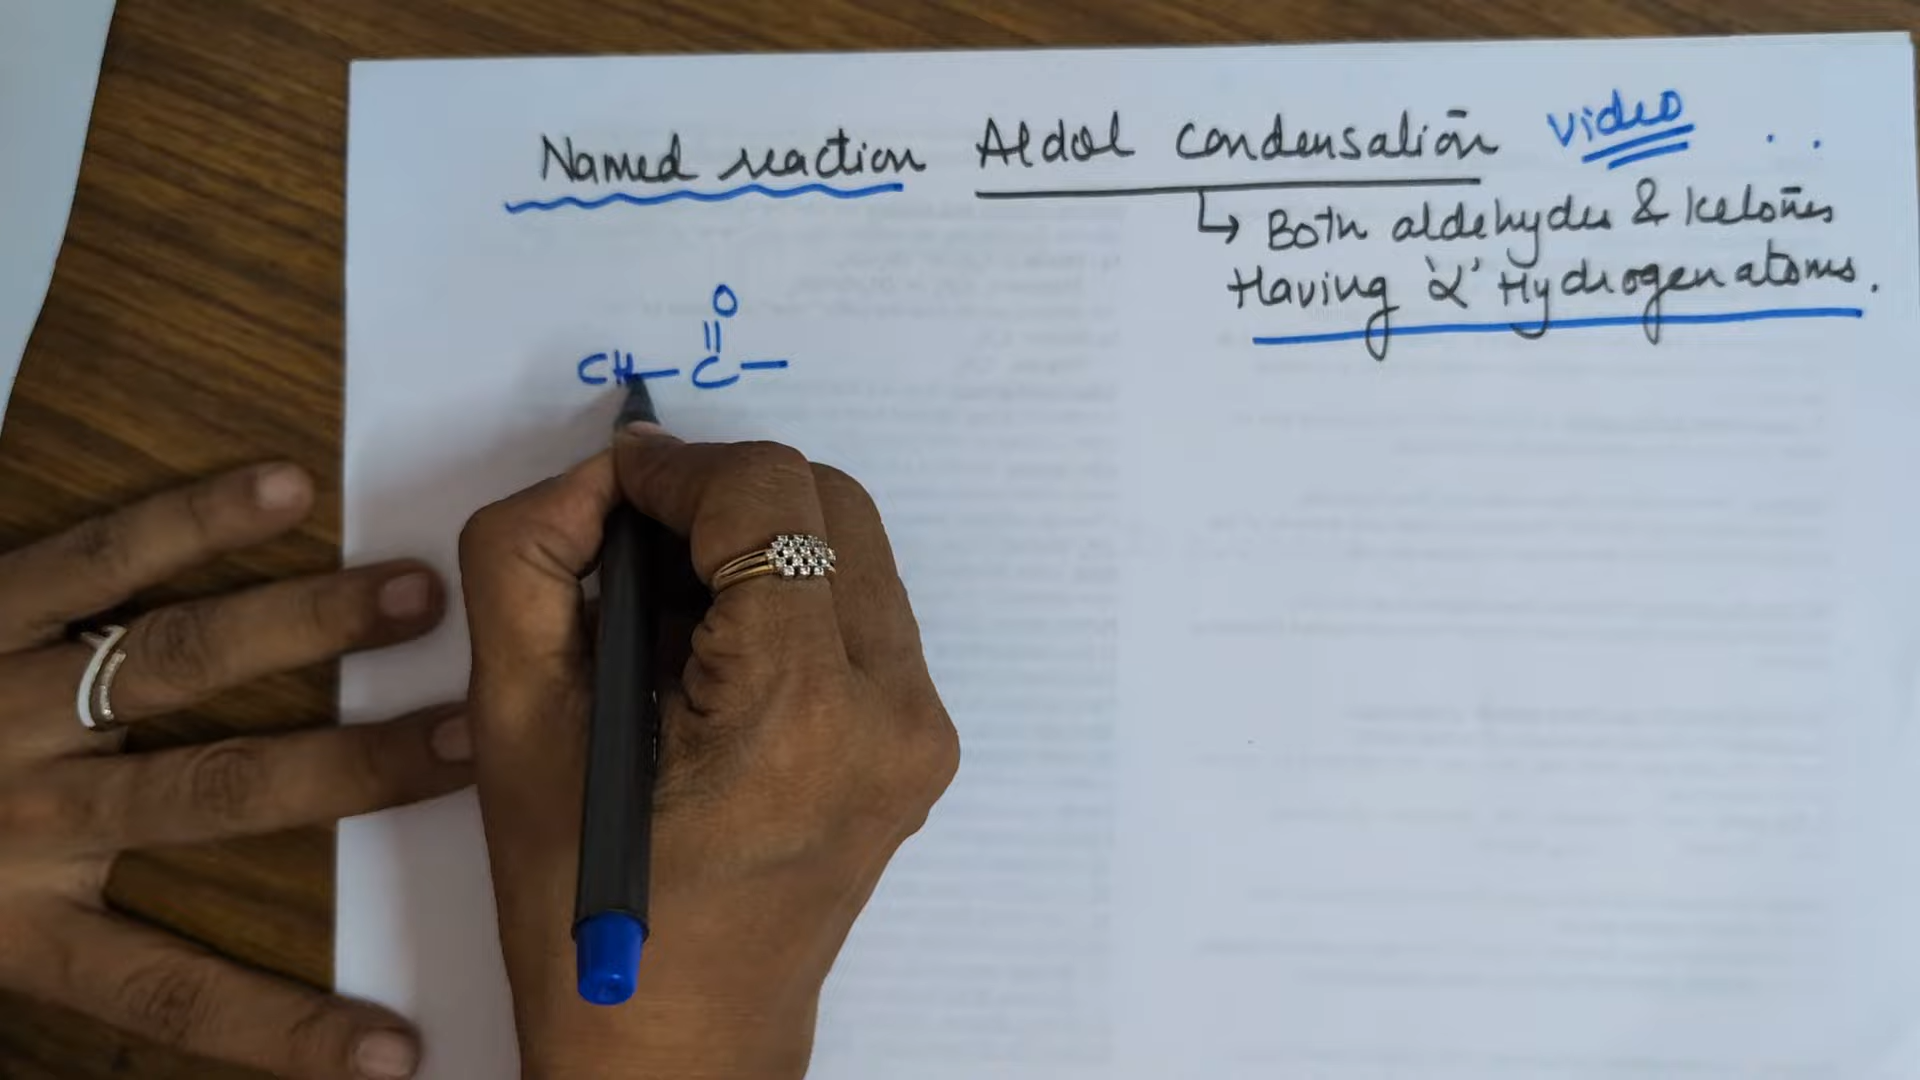 Named reaction Aldol condensation video ..
↳ Both aldehydes & Ketones
Having 'α' Hydrogen atoms.
O
||
CH—C—